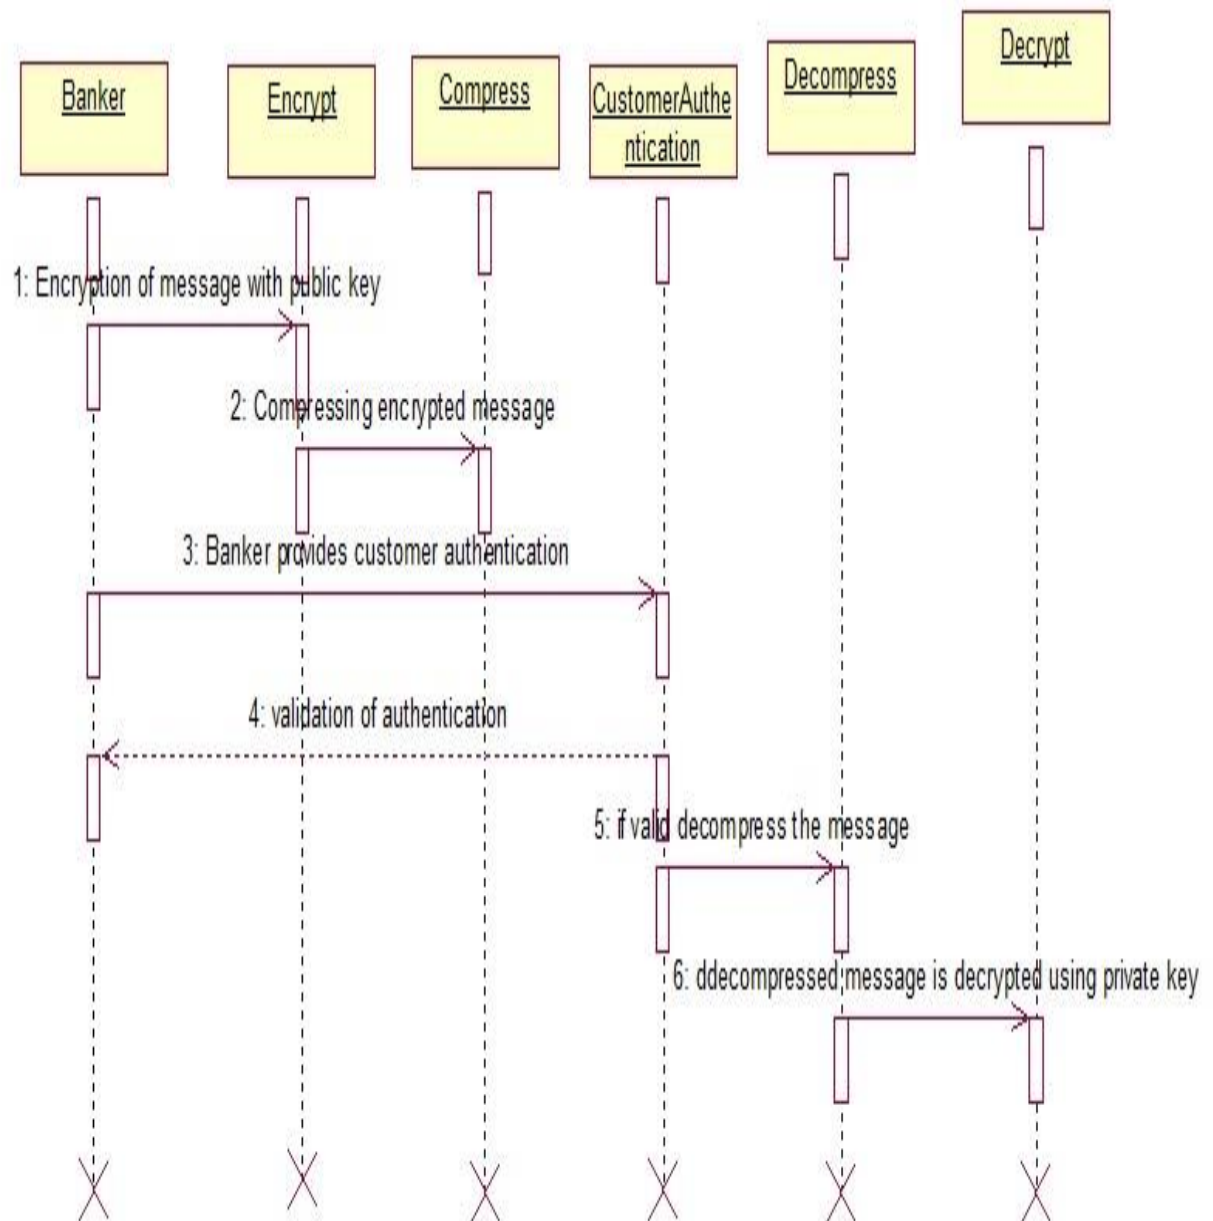 Banker
Encrypt
Compress
CustomerAuthe
ntication
Decompress
Decrypt
1: Encryption of message with public key
2: Compressing encrypted message
3: Banker provides customer authentication
4: validation of authentication
5: if valid decompress the message
6: ddecompressed message is decrypted using private key